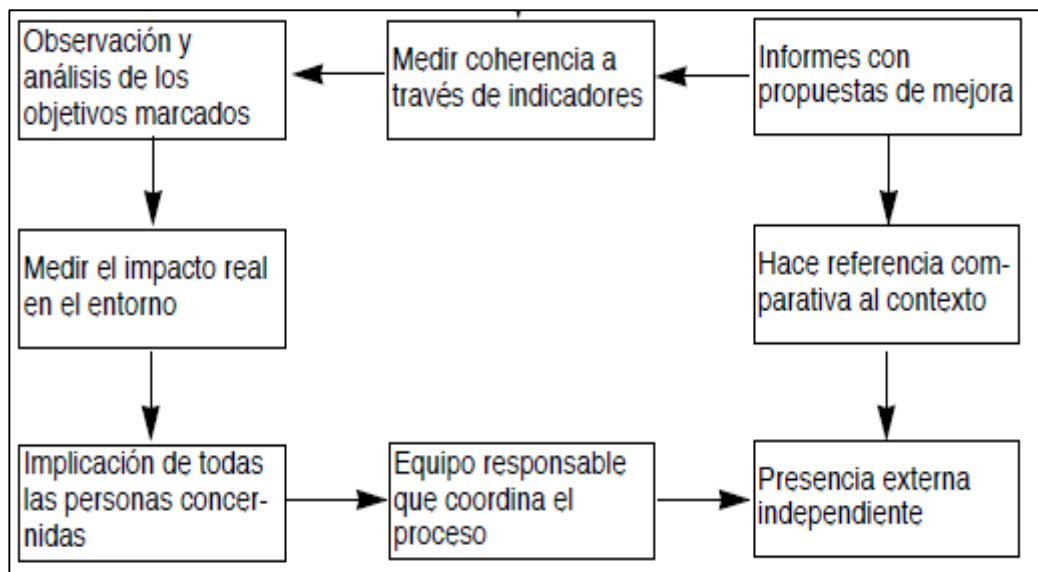 Observación y
análisis de los
objetivos marcados
Medir coherencia a
través de indicadores
Informes con
propuestas de mejora
Medir el impacto real
en el entorno
Hace referencia com-
parativa al contexto
Implicación de todas
las personas concer-
nidas
Equipo responsable
que coordina el
proceso
Presencia externa
independiente